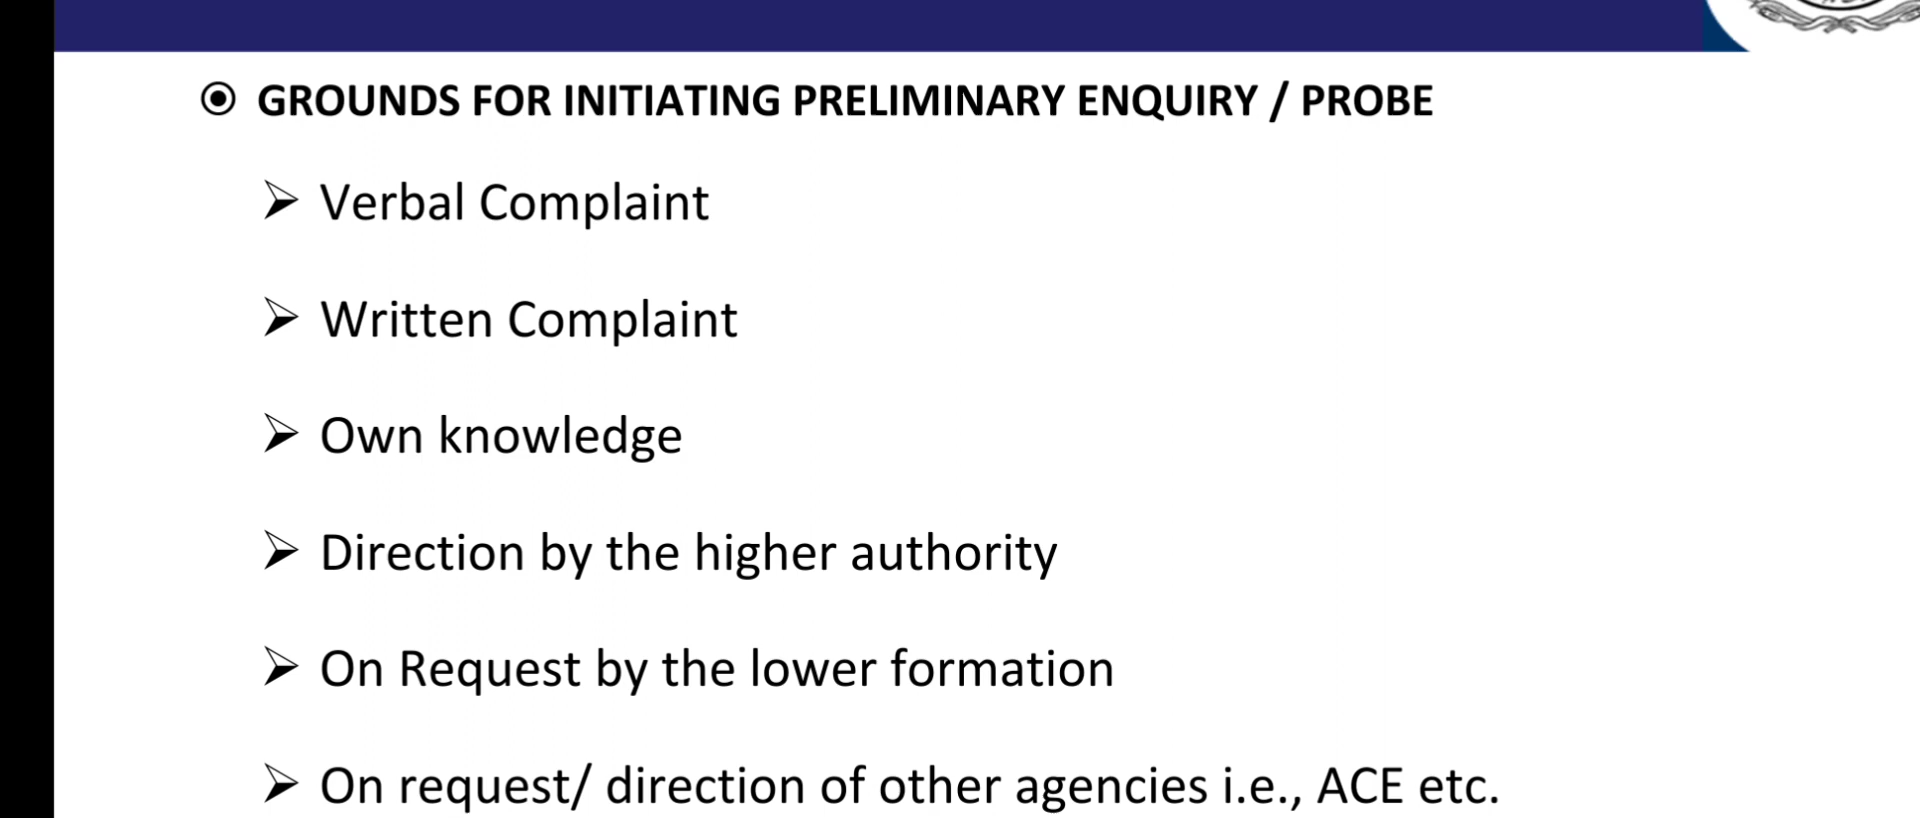 GROUNDS FOR INITIATING PRELIMINARY ENQUIRY / PROBE
Verbal Complaint
Written Complaint
Own knowledge
Direction by the higher authority
On Request by the lower formation
On request/ direction of other agencies i.e., ACE etc.